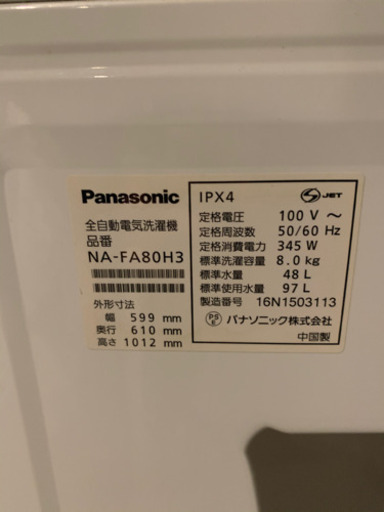 Panasonic
全自動電気洗濯機
品番
NA-FA80H3
外形寸法
幅 599 mm
奥行 610 mm
高さ 1012 mm
IPX4
S JET
定格電圧 100 V ～
定格周波数 50/60 Hz
定格消費電力 345 W
標準洗濯容量 8.0kg
標準水量 48 L
標準使用水量 97 L
製造番号 16N1503113
PS E パナソニック株式会社
中国製